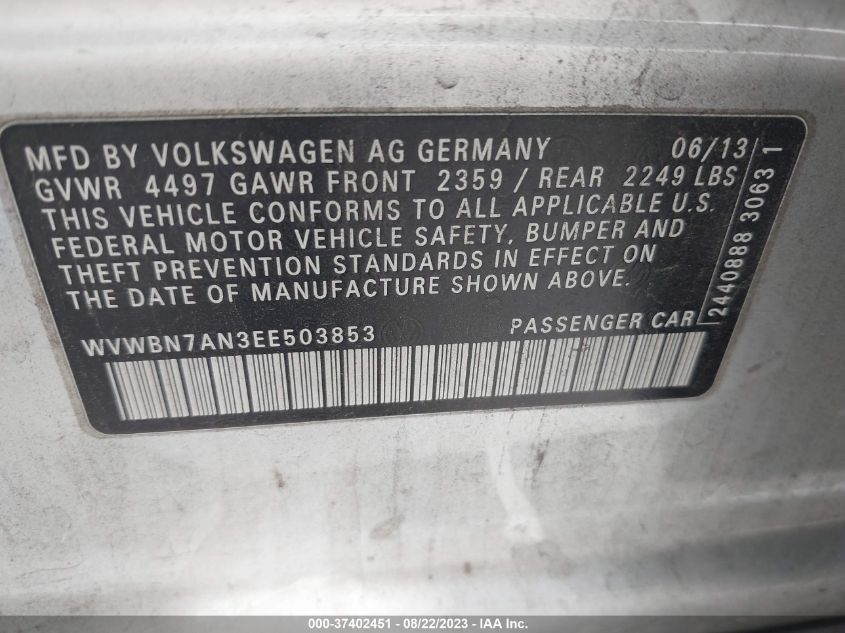 MFD BY VOLKSWAGEN AG GERMANY 06/13
GVWR 4497 GAWR FRONT 2359 / REAR 2249 LBS
THIS VEHICLE CONFORMS TO ALL APPLICABLE U.S.
FEDERAL MOTOR VEHICLE SAFETY, BUMPER AND
THEFT PREVENTION STANDARDS IN EFFECT ON
THE DATE OF MANUFACTURE SHOWN ABOVE.
WVWBN7AN3EE503853 PASSENGER CAR
2440888 3063 1
000-37402451 - 08/22/2023 - IAA Inc.